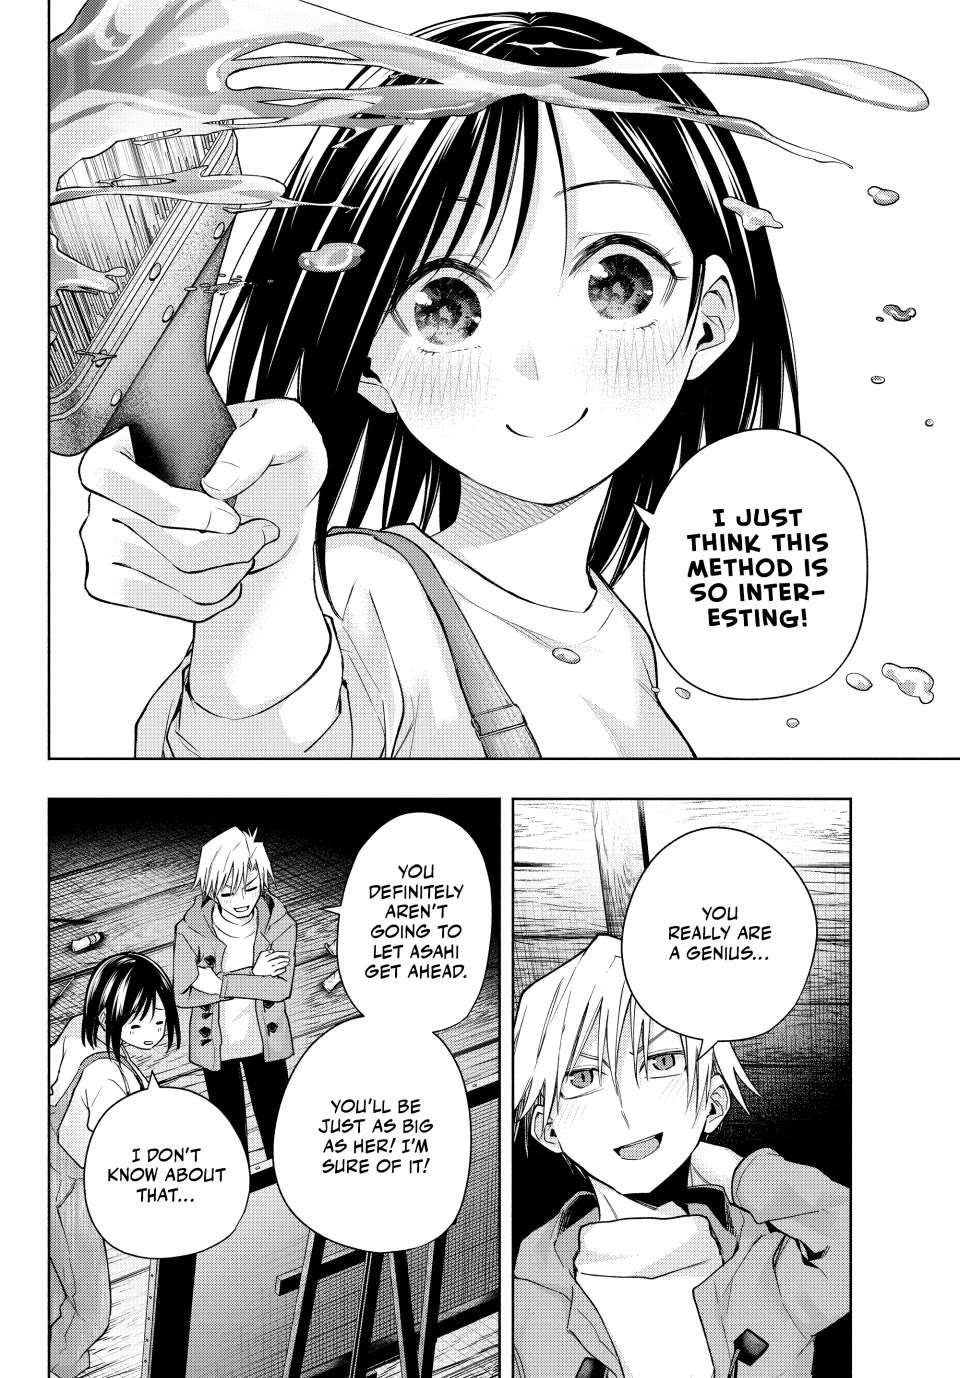 I JUST
THINK THIS
METHOD IS
SO INTER-
ESTING!
YOU
REALLY ARE
A GENIUS...
YOU
DEFINITELY
AREN'T
GOING TO
LET ASAHI
GET AHEAD.
YOU'LL BE
JUST AS BIG
AS HER! I'M
SURE OF IT!
I DON'T
KNOW ABOUT
THAT...